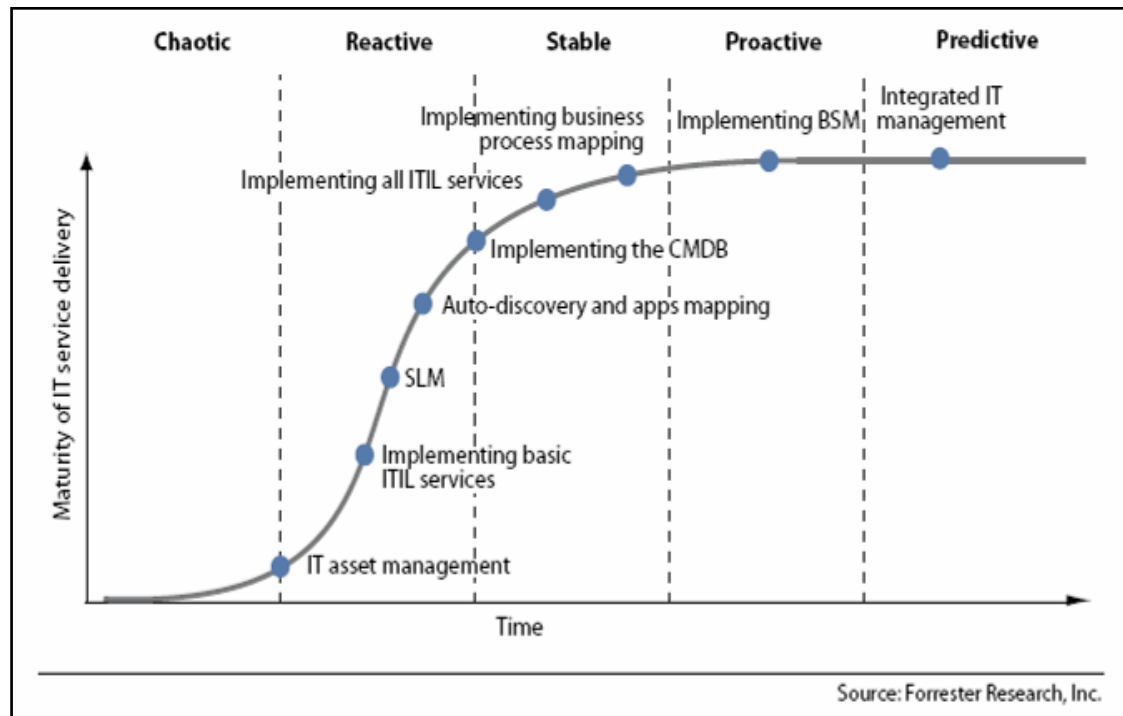 Chaotic
Reactive
Stable
Proactive
Predictive
Integrated IT
management
Implementing business
process mapping
Implementing BSM
Implementing all ITIL services
Implementing the CMDB
Auto-discovery and apps mapping
SLM
Implementing basic
ITIL services
IT asset management
Maturity of IT service delivery
Time
Source: Forrester Research, Inc.